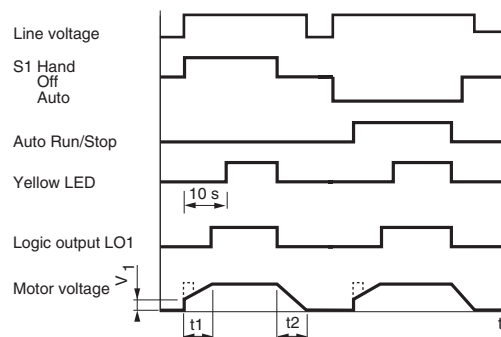 Line voltage
S1 Hand
Off
Auto
Auto Run/Stop
Yellow LED
10 s
Logic output LO1
Motor voltage
V1
t1
t2
t